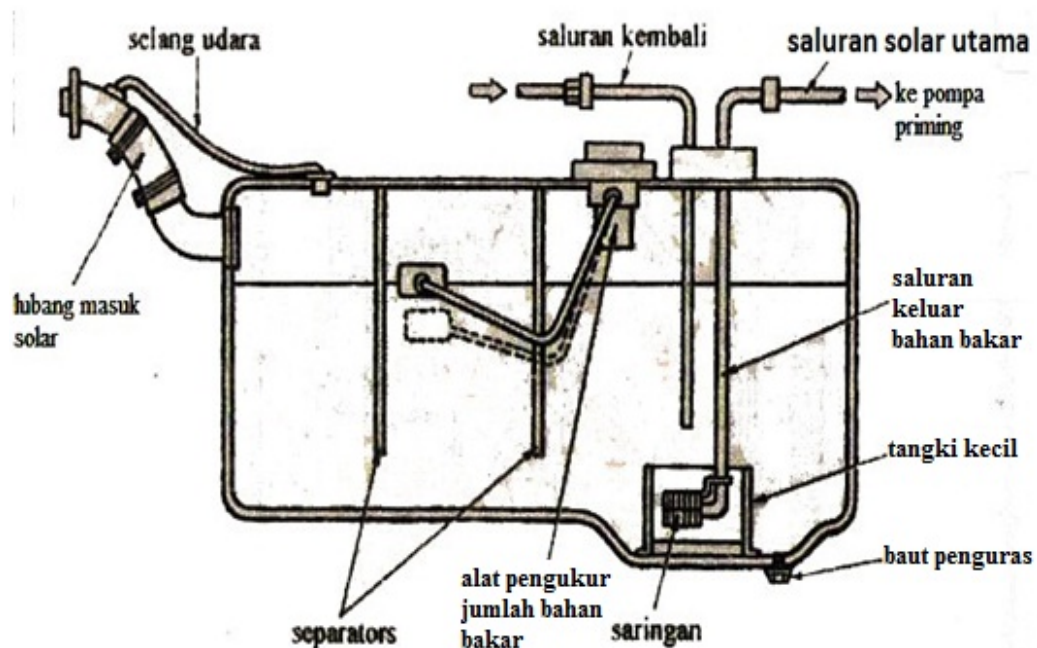 selang udara
saluran kembali
saluran solar utama
ke pompa
priming
lubang masuk
solar
saluran
keluar
bahan bakar
tangki kecil
baut penguras
separators
alat pengukur
jumlah bahan
bakar
saringan